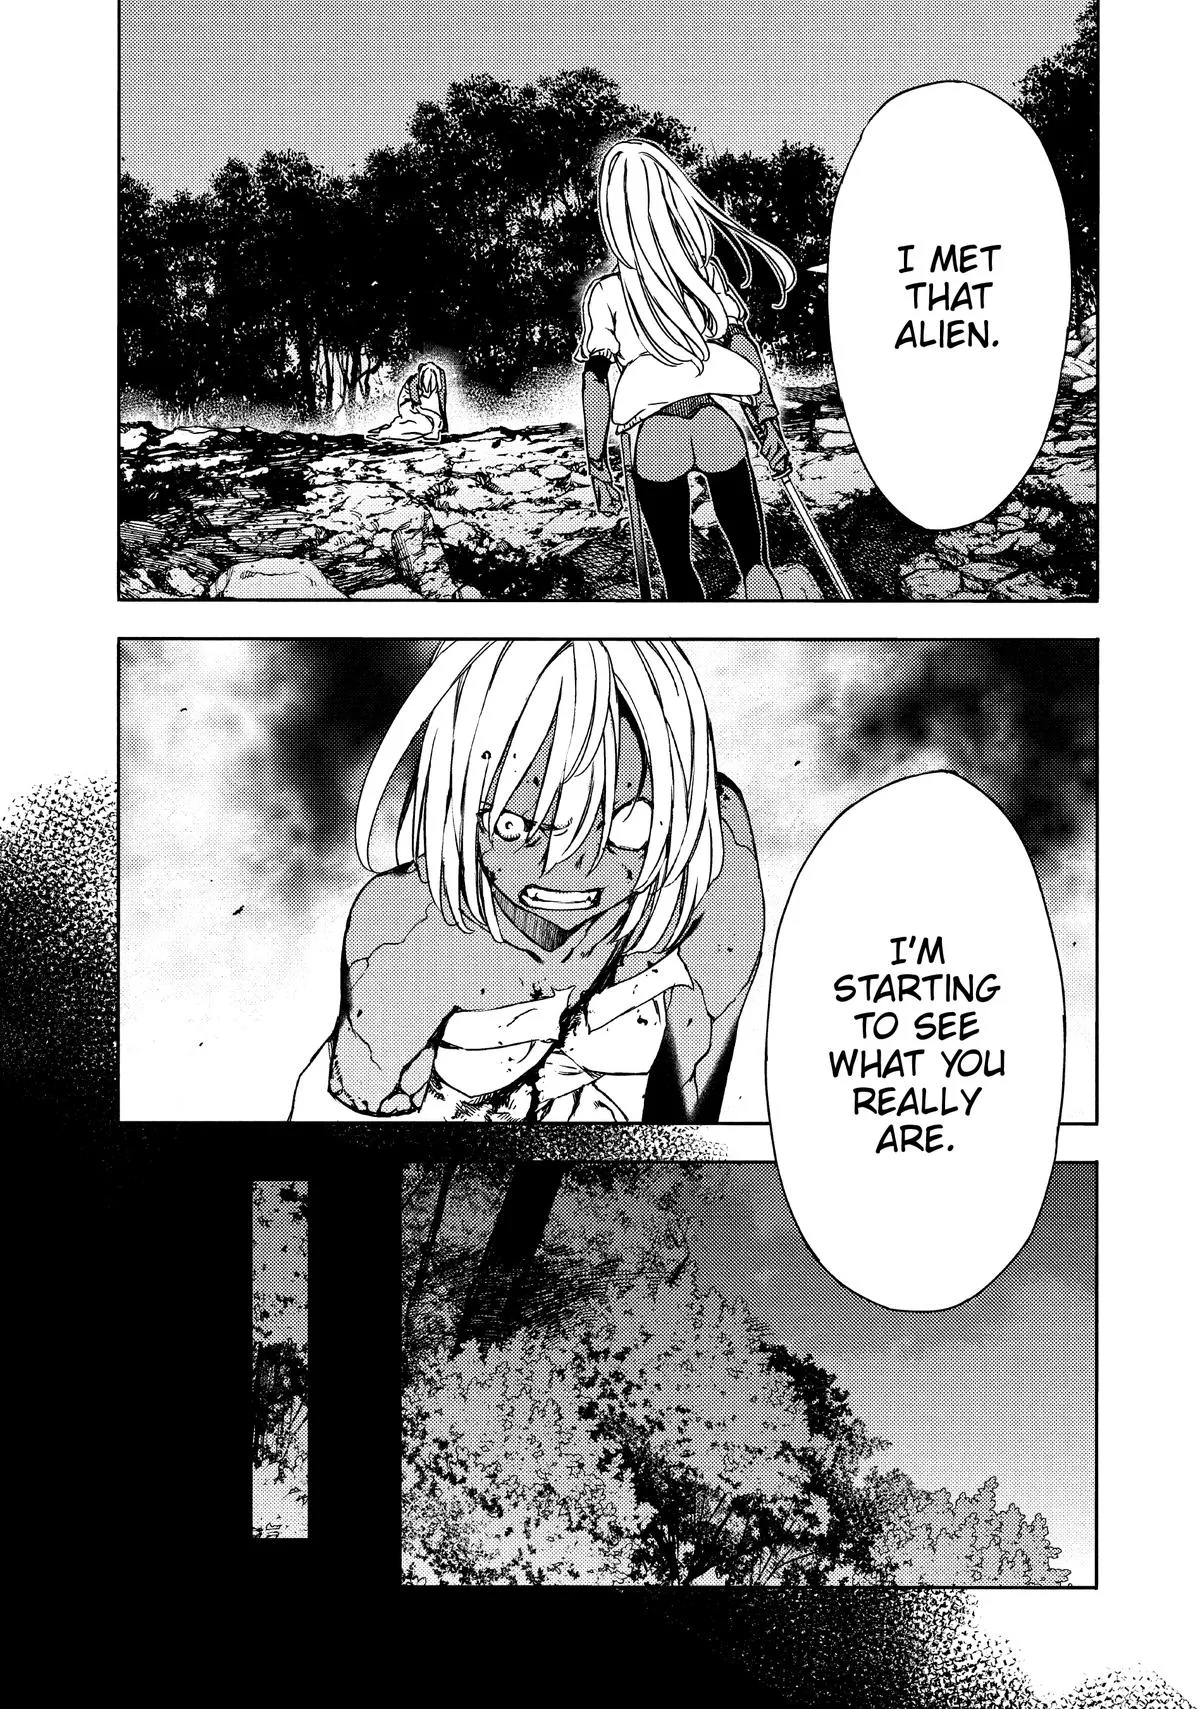 I MET
THAT
ALIEN.
I'M
STARTING
TO SEE
WHAT YOU
REALLY
ARE.